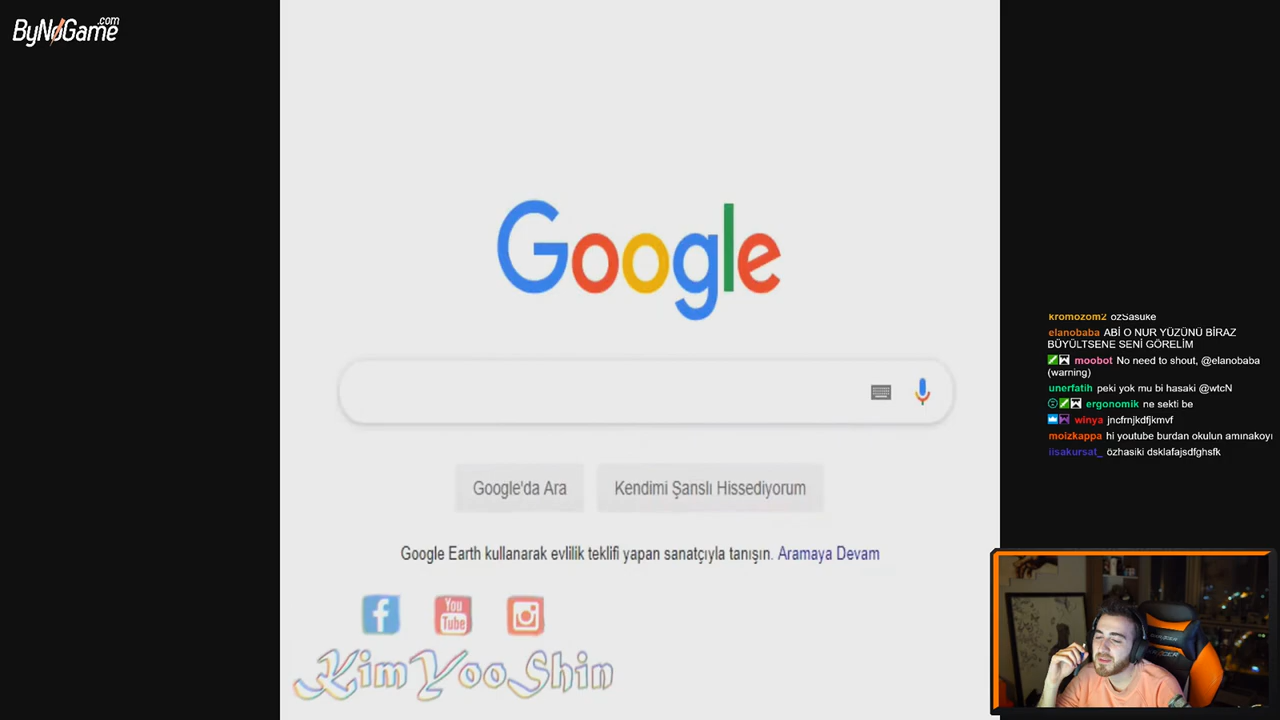 ByNoGame.com
Google
Google'da Ara
Kendimi Şanslı Hissediyorum
Google Earth kullanarak evlilik teklifi yapan sanatçıyla tanışın. Aramaya Devam
f
You
Tube
KimYooShin
kromozom2 özSasuke
elanobaba ABİ O NUR YÜZÜNÜ BİRAZ
BÜYÜLTSENE SENİ GÖRELİM
moobot No need to shout, @elanobaba
(warning)
unerfatih peki yok mu bi hasaki @wtcN
ergonomik ne sekti be
winya jncfrnjkdfjkmvf
moizkappa hi youtube burdan okulun amınakoyı
iisakursat_ özhasiki dsklafajsdfghsfk